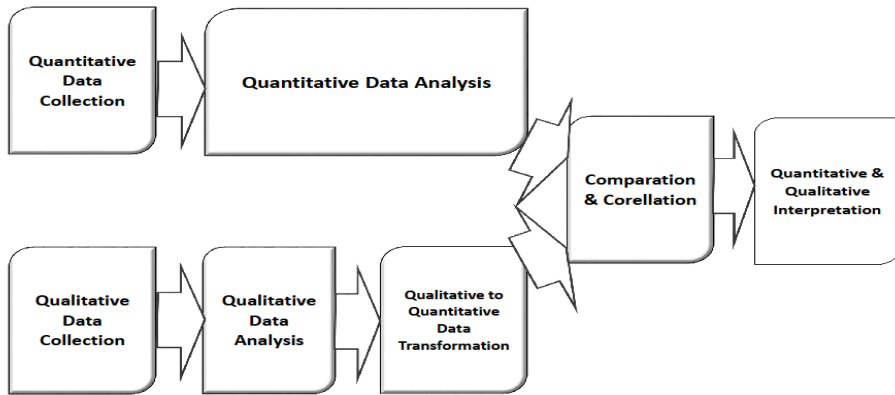 Quantitative
Data
Collection
Quantitative Data Analysis
Comparation
& Corellation
Quantitative &
Qualitative
Interpretation
Qualitative
Data
Collection
Qualitative
Data
Analysis
Qualitative to
Quantitative
Data
Transformation